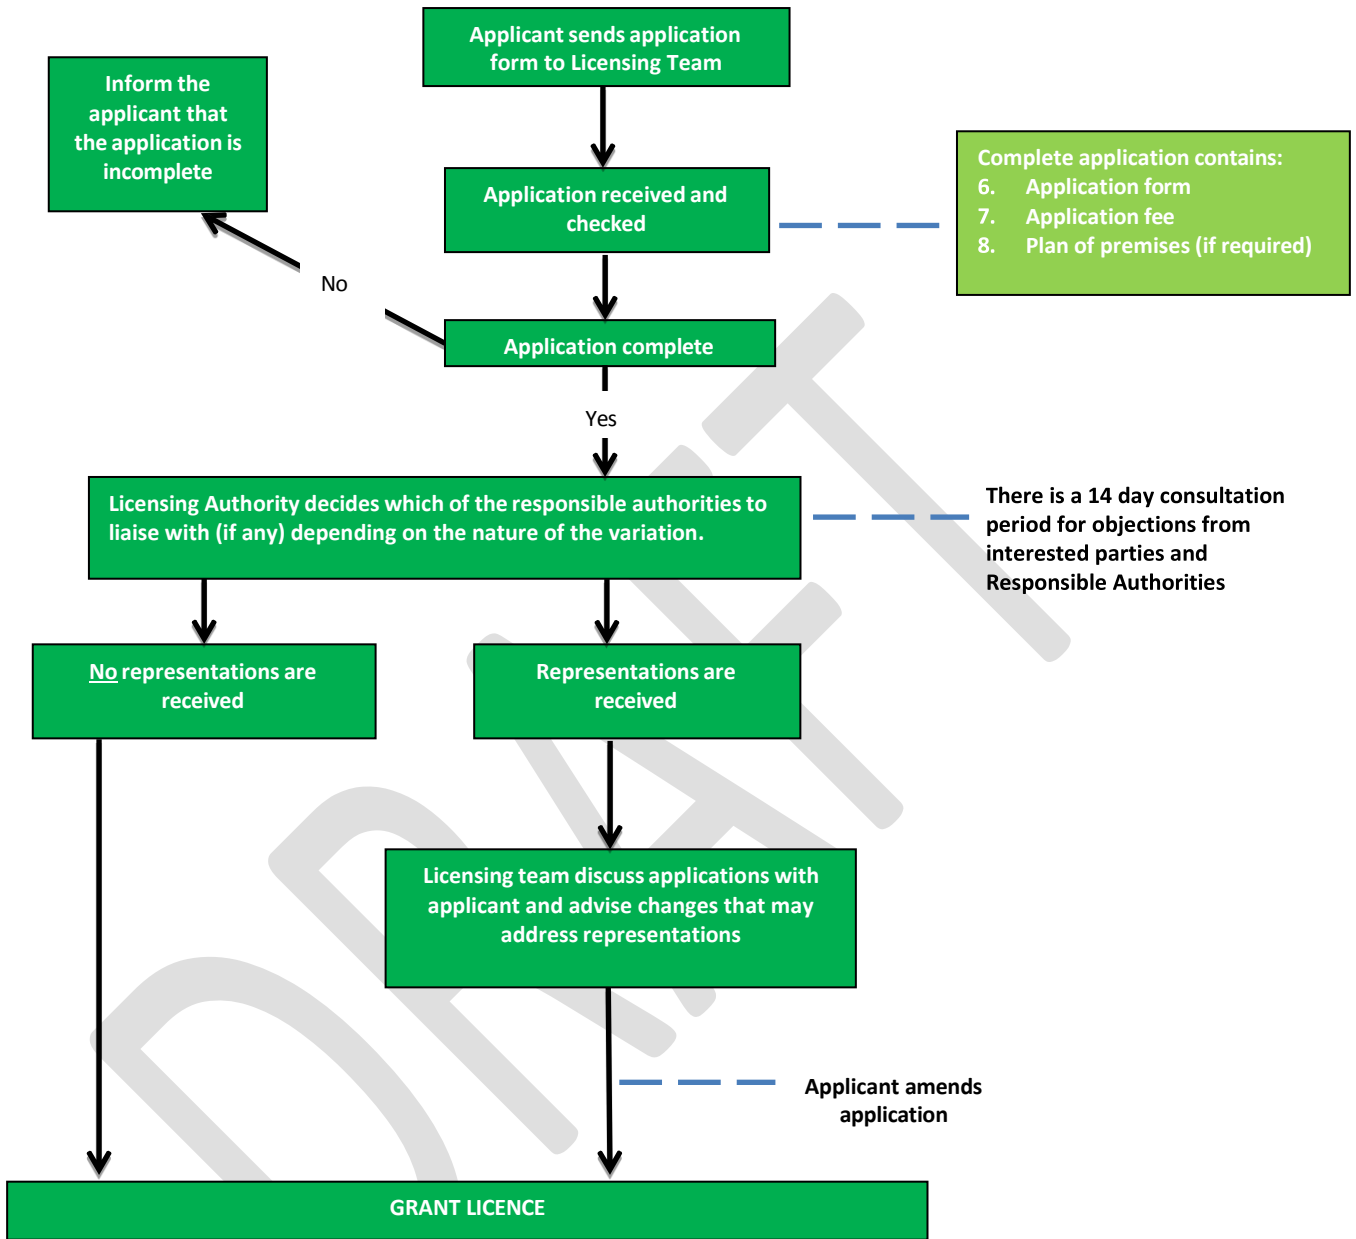 Applicant sends application
form to Licensing Team
Inform the
applicant that
the application is
incomplete
Application received and
checked
Complete application contains:
6. Application form
7. Application fee
8. Plan of premises (if required)
No
Application complete
Yes
Licensing Authority decides which of the responsible authorities to
liaise with (if any) depending on the nature of the variation.
There is a 14 day consultation
period for objections from
interested parties and
Responsible Authorities
No representations are
received
Representations are
received
Licensing team discuss applications with
applicant and advise changes that may
address representations
Applicant amends
application
GRANT LICENCE
DRAFT